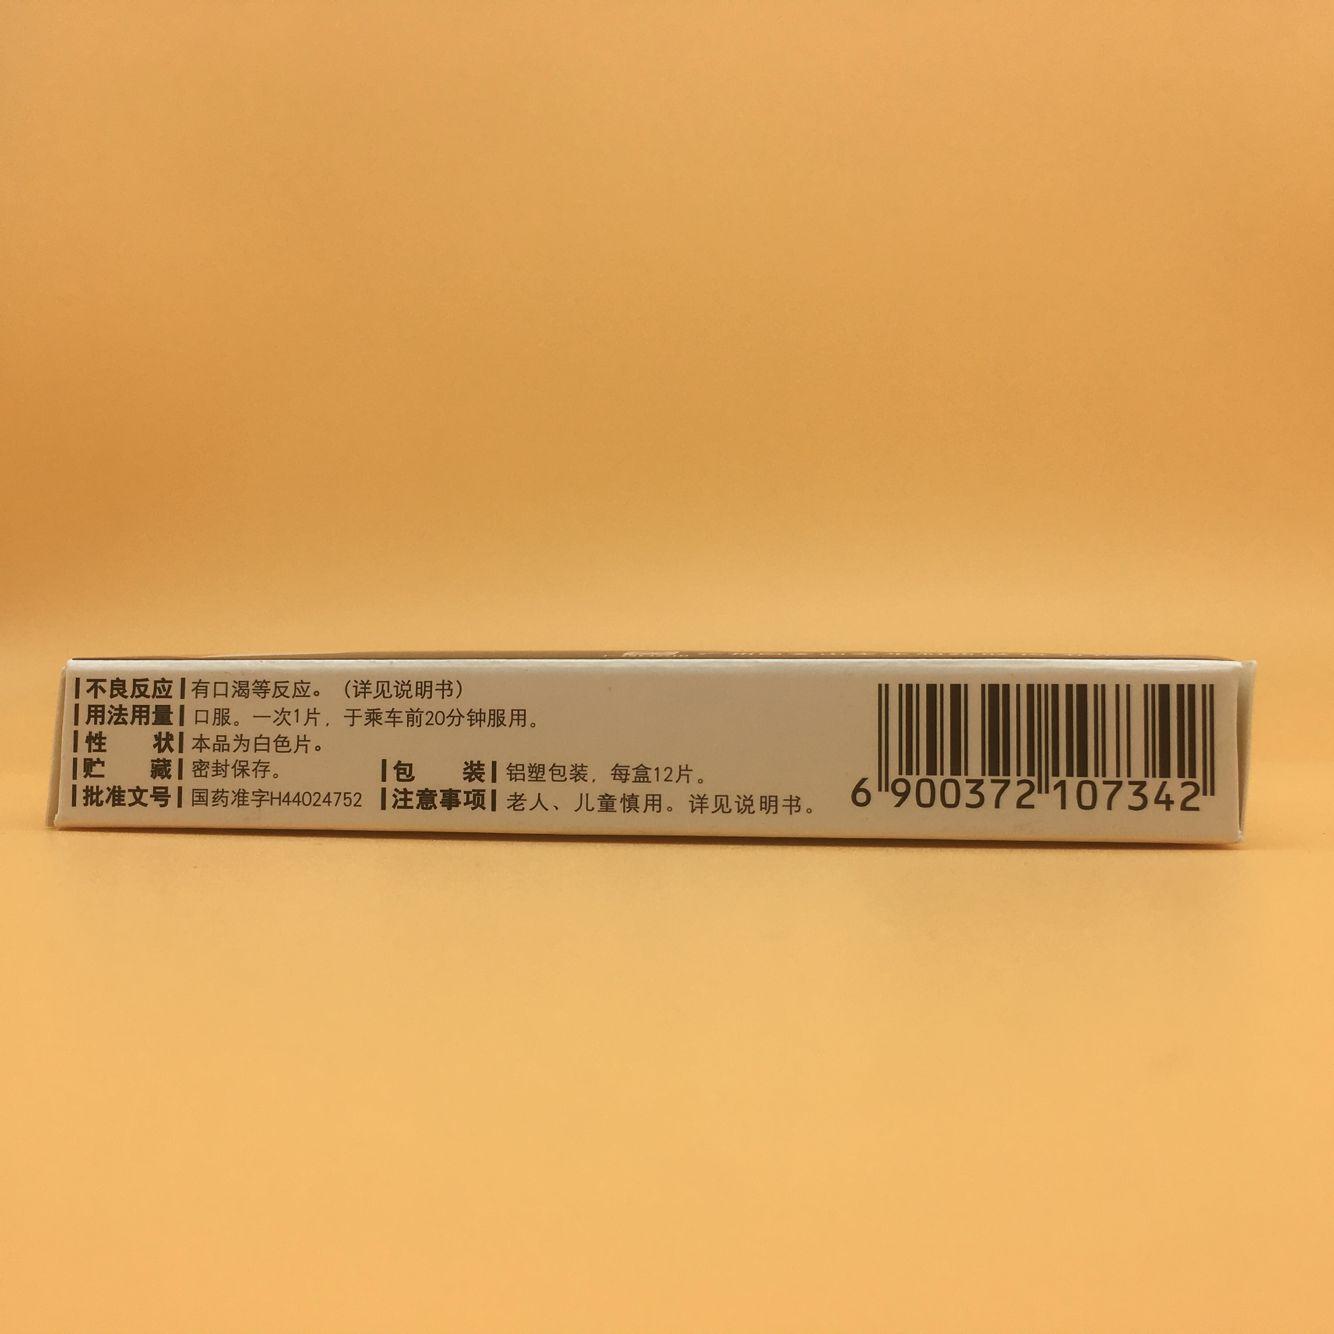 不良反应 有口渴等反应。（详见说明书）
用法用量 口服。一次1片，于乘车前20分钟服用。
性 状 本品为白色片。
贮 藏 密封保存。
包 装 铝塑包装，每盒12片。
批准文号 国药准字H44024752
注意事项 老人、儿童慎用。详见说明书。
6 900372 107342